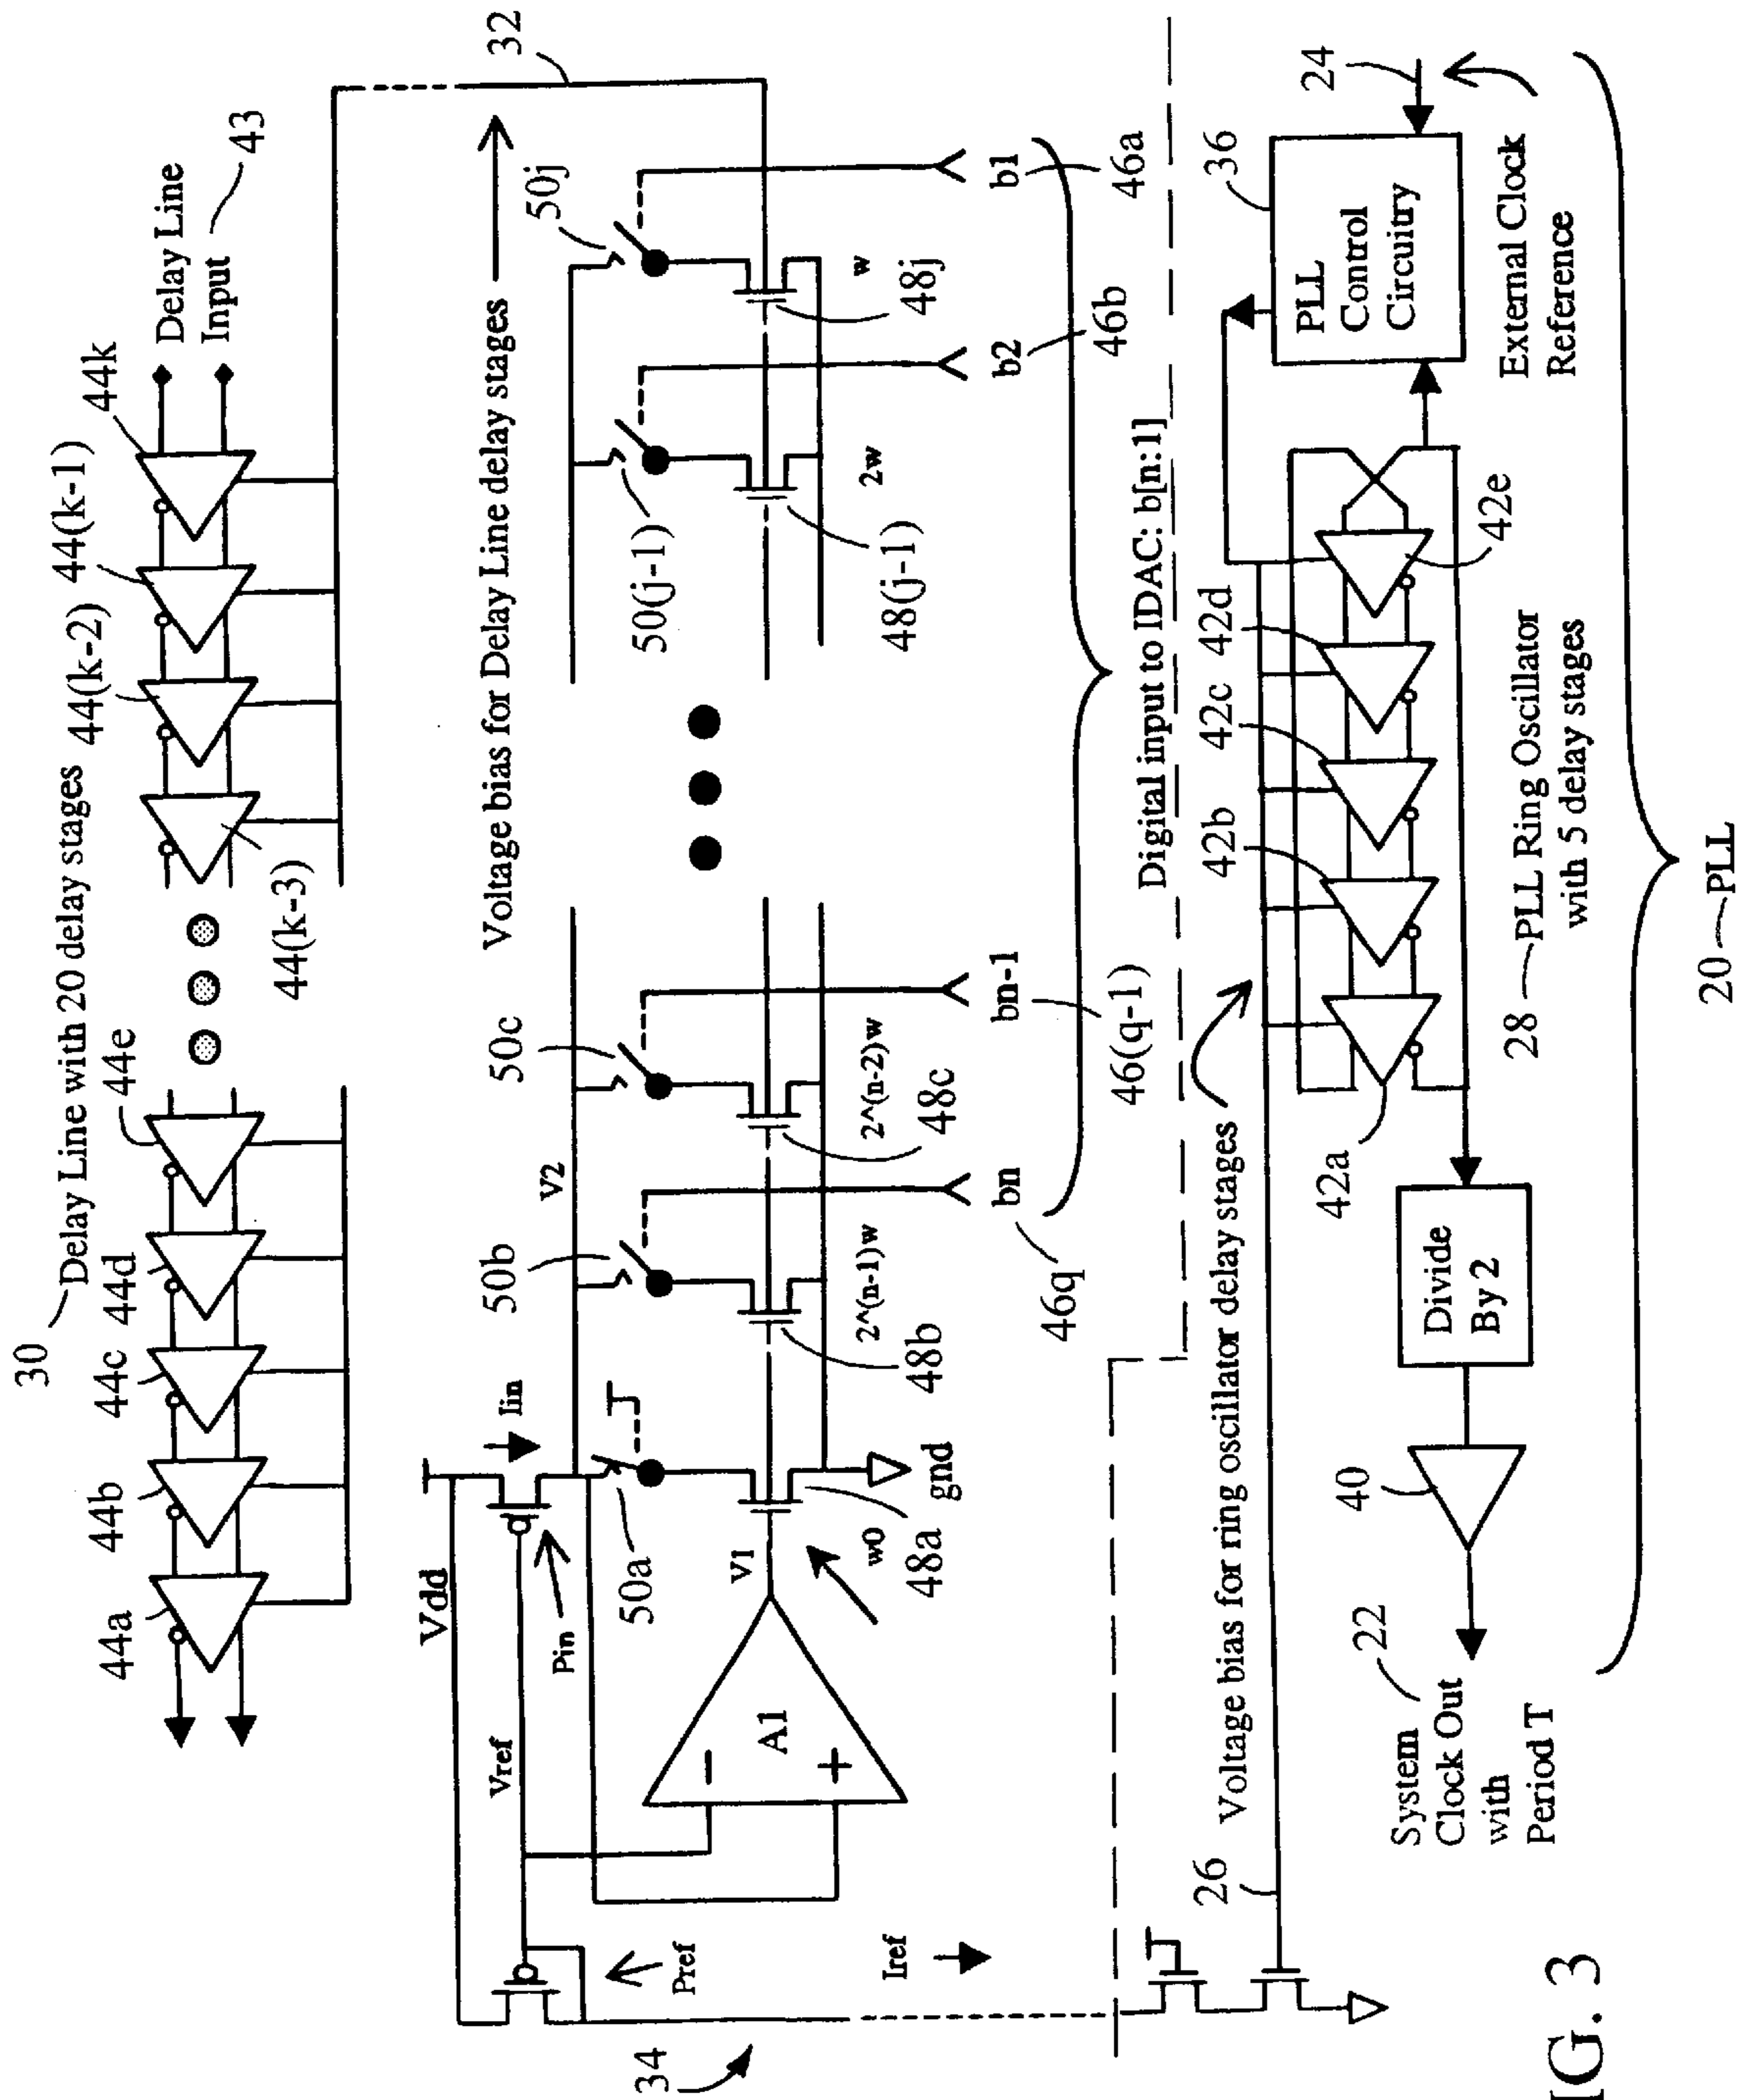 30
Delay Line with 20 delay stages
44a
44b
44c
44d
44e
44(k-3)
44(k-2)
44(k-1)
44k
Delay Line
Input
43
Voltage bias for Delay Line delay stages
32
Vdd
Vref
Pin
Iin
V2
50a
50b
50c
50(j-1)
50j
34
Pref
Iref
A1
−
+
V1
w0
48a
gnd
48b
2^(n-1)w
48c
2^(n-2)w
48(j-1)
2w
48j
w
bn
46q
bn-1
46(q-1)
b2
46b
b1
46a
Digital input to IDAC: b[n:1]
26
Voltage bias for ring oscillator delay stages
42a
42b
42c
42d
42e
36
PLL
Control
Circuitry
24
External Clock
Reference
28
PLL Ring Oscillator
with 5 delay stages
Divide
By 2
40
22
System
Clock Out
with
Period T
20
PLL
IG. 3